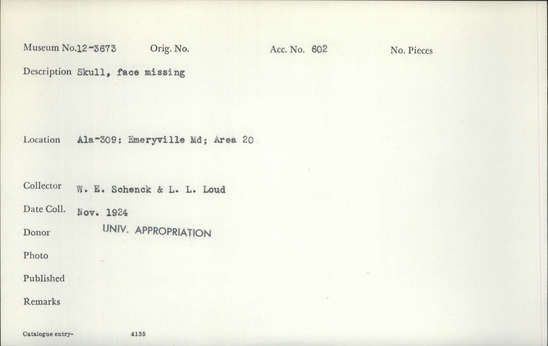 Museum No. 12-3673 Orig. No. Acc. No. 602 No. Pieces
Description Skull, face missing
Location Ala-309: Emeryville Md; Area 20
Collector W. E. Schenck & L. L. Loud
Date Coll. Nov. 1924
Donor UNIV. APPROPRIATION
Photo
Published
Remarks
Catalogue entry- 4135